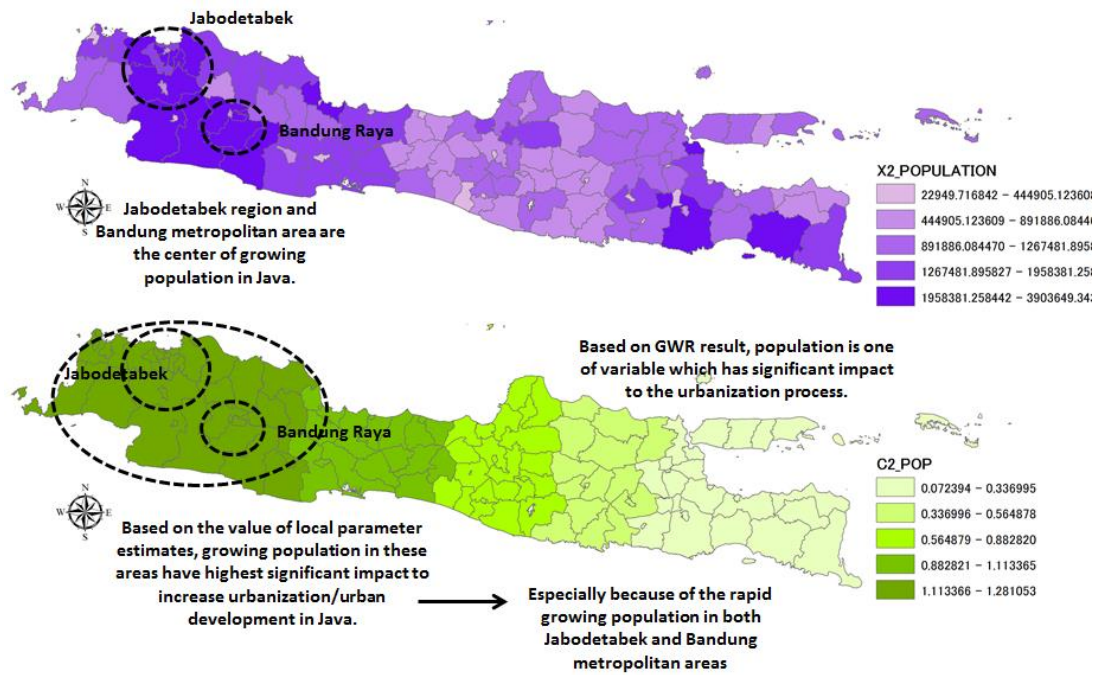 Jabodetabek
Bandung Raya
N
W
E
S
Jabodetabek region and
Bandung metropolitan area are
the center of growing
population in Java.
X2_POPULATION
22949.716842 - 444905.123608
444905.123609 - 891886.08446
891886.084470 - 1267481.8958
1267481.895827 - 1958381.258
1958381.258442 - 3903649.343
Based on GWR result, population is one
of variable which has significant impact
to the urbanization process.
Jabodetabek
Bandung Raya
N
W
E
S
Based on the value of local parameter
estimates, growing population in these
areas have highest significant impact to
increase urbanization/urban
development in Java.
Especially because of the rapid
growing population in both
Jabodetabek and Bandung
metropolitan areas
C2_POP
0.072394 - 0.336995
0.336996 - 0.564878
0.564879 - 0.882820
0.882821 - 1.113365
1.113366 - 1.281053